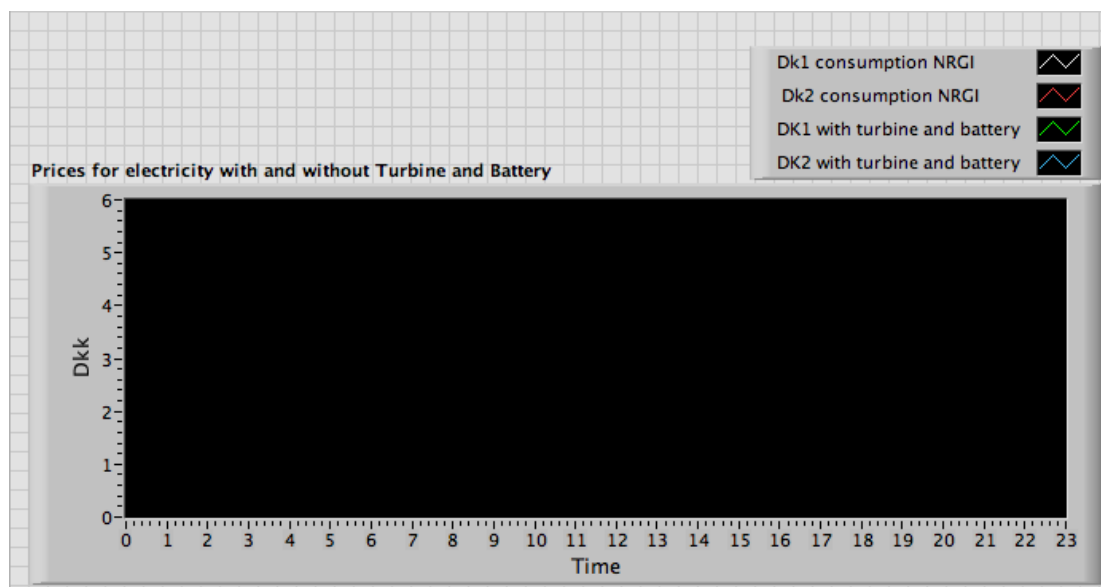 Dk1 consumption NRGI
Dk2 consumption NRGI
DK1 with turbine and battery
DK2 with turbine and battery
Prices for electricity with and without Turbine and Battery
6
5
4
3
2
1
0
Dkk
0 1 2 3 4 5 6 7 8 9 10 11 12 13 14 15 16 17 18 19 20 21 22 23
Time